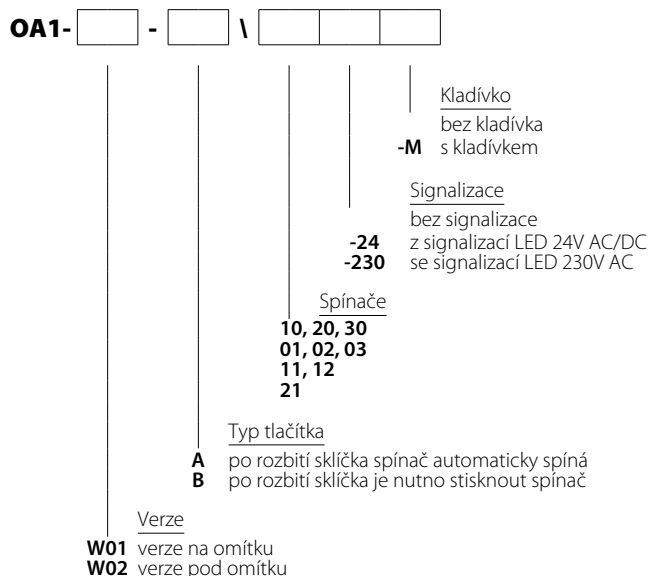 OA1- - \
Kladívko
bez kladívka
-M s kladívkem
Signalizace
bez signalizace
-24 z signalizací LED 24V AC/DC
-230 se signalizací LED 230V AC
Spínače
10, 20, 30
01, 02, 03
11, 12
21
Typ tlačítka
A po rozbití sklíčka spínač automaticky spíná
B po rozbití sklíčka je nutno stisknout spínač
Verze
W01 verze na omítku
W02 verze pod omítku